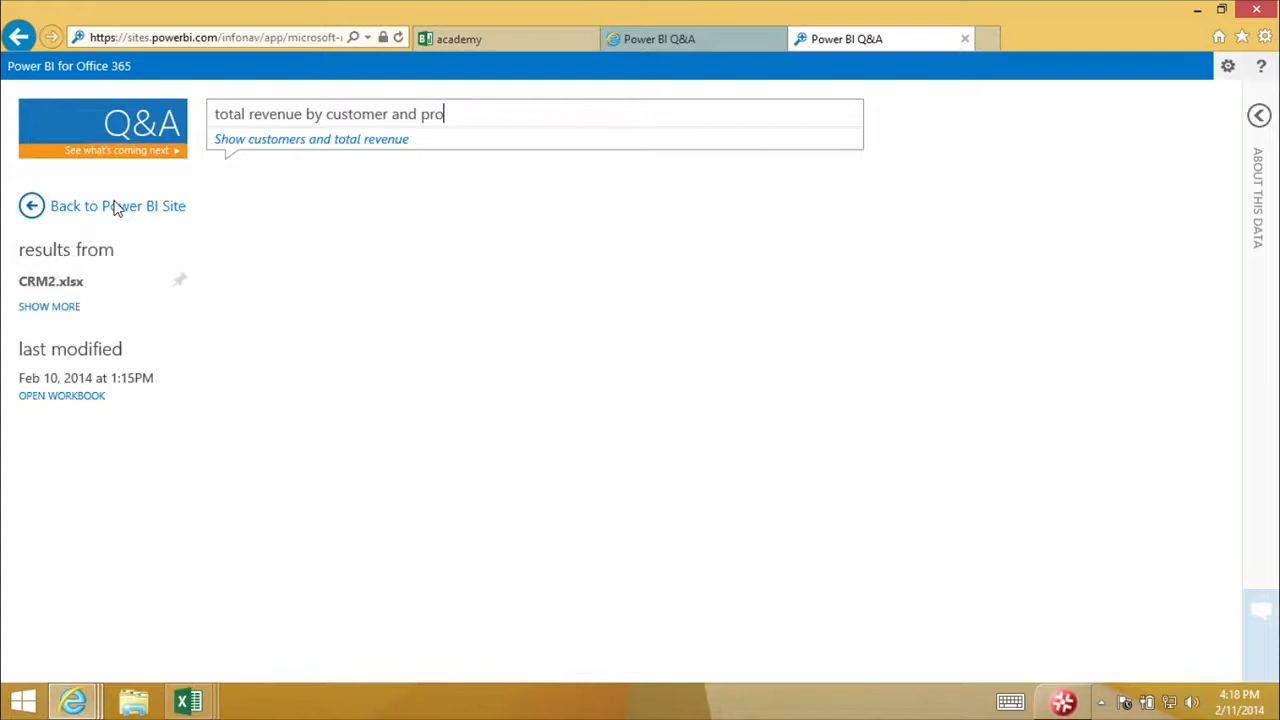 https://sites.powerbi.com/infonav/app/microsoft-
academy
Power BI Q&A
Power BI Q&A
Power BI for Office 365
Q&A
See what's coming next
total revenue by customer and pro
Show customers and total revenue
Back to Power BI Site
results from
CRM2.xlsx
SHOW MORE
last modified
Feb 10, 2014 at 1:15PM
OPEN WORKBOOK
ABOUT THIS DATA
4:18 PM
2/11/2014